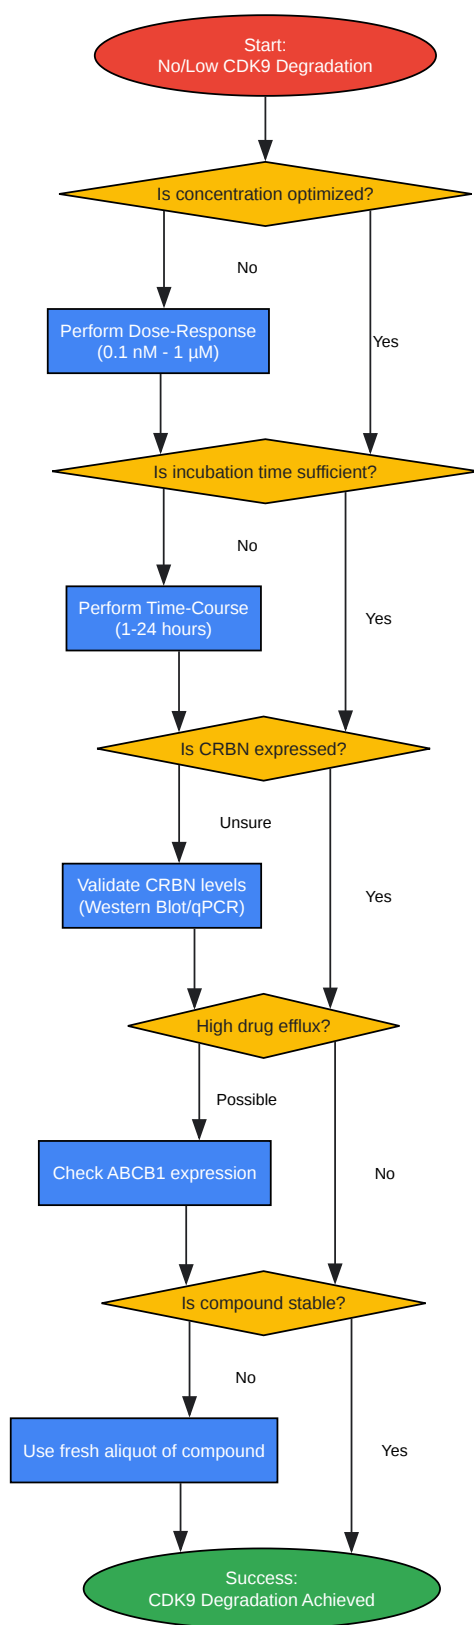 Start:
No/Low CDK9 Degradation
Is concentration optimized?
No
Perform Dose-Response
(0.1 nM - 1 µM)
Yes
Is incubation time sufficient?
No
Perform Time-Course
(1-24 hours)
Yes
Is CRBN expressed?
Unsure
Validate CRBN levels
(Western Blot/qPCR)
Yes
High drug efflux?
Possible
Check ABCB1 expression
No
Is compound stable?
No
Use fresh aliquot of compound
Yes
Success:
CDK9 Degradation Achieved